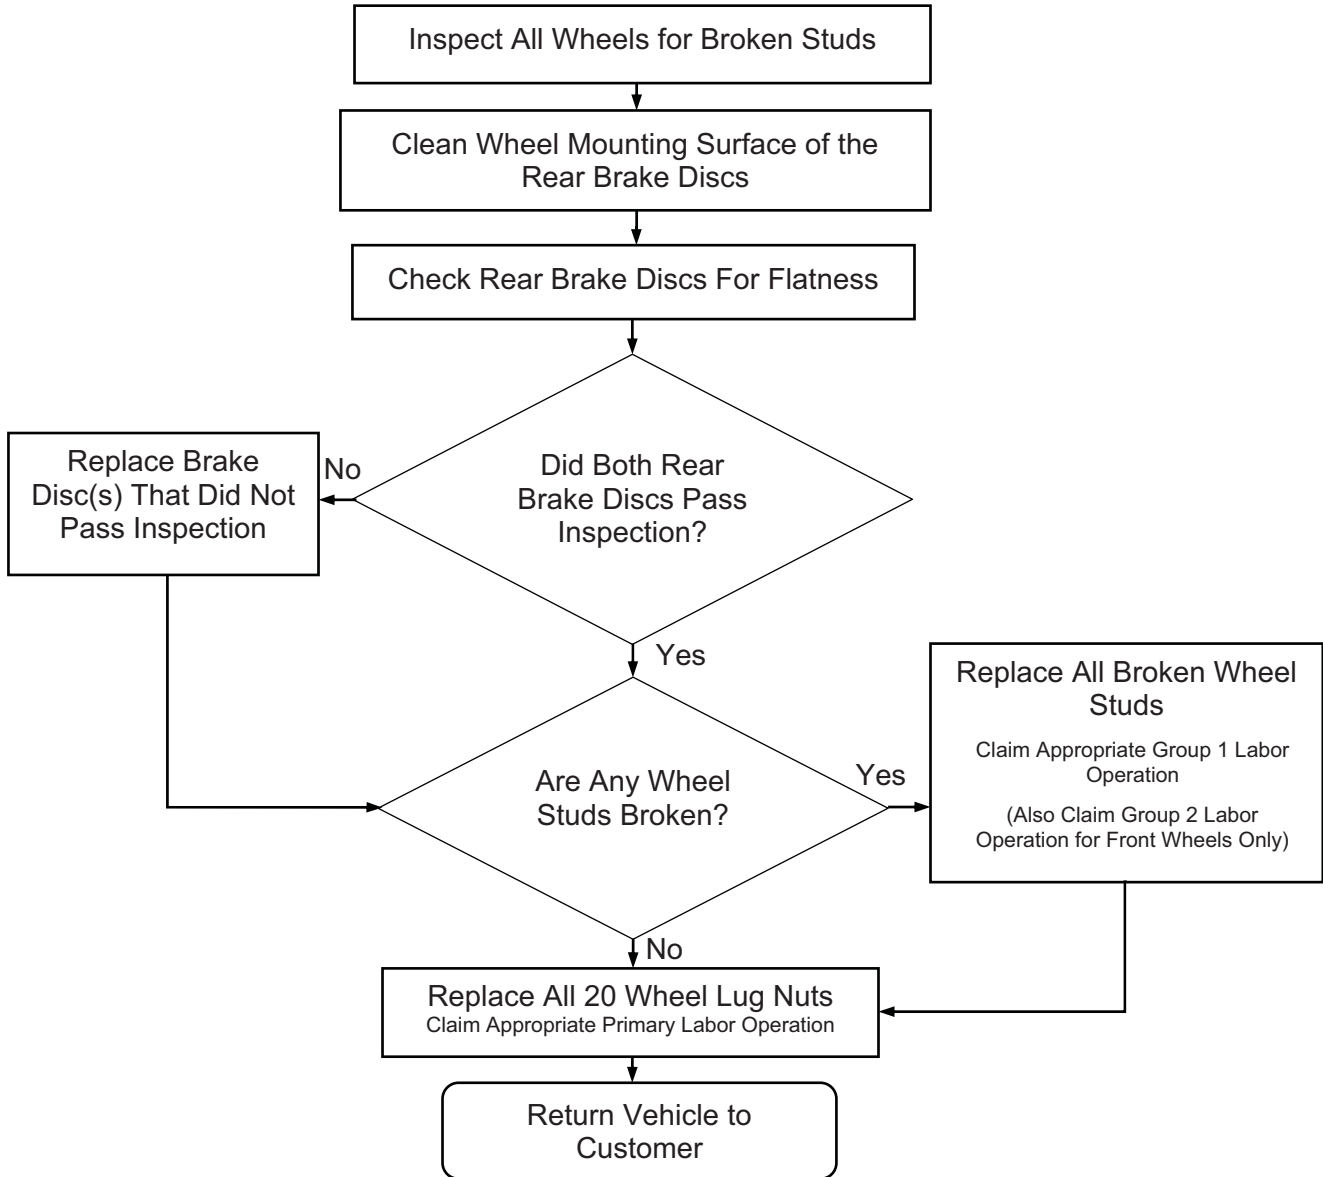 Inspect All Wheels for Broken Studs
Clean Wheel Mounting Surface of the
Rear Brake Discs
Check Rear Brake Discs For Flatness
Did Both Rear
Brake Discs Pass
Inspection?
No
Replace Brake
Disc(s) That Did Not
Pass Inspection
Yes
Are Any Wheel
Studs Broken?
Yes
Replace All Broken Wheel
Studs
Claim Appropriate Group 1 Labor
Operation
(Also Claim Group 2 Labor
Operation for Front Wheels Only)
No
Replace All 20 Wheel Lug Nuts
Claim Appropriate Primary Labor Operation
Return Vehicle to
Customer